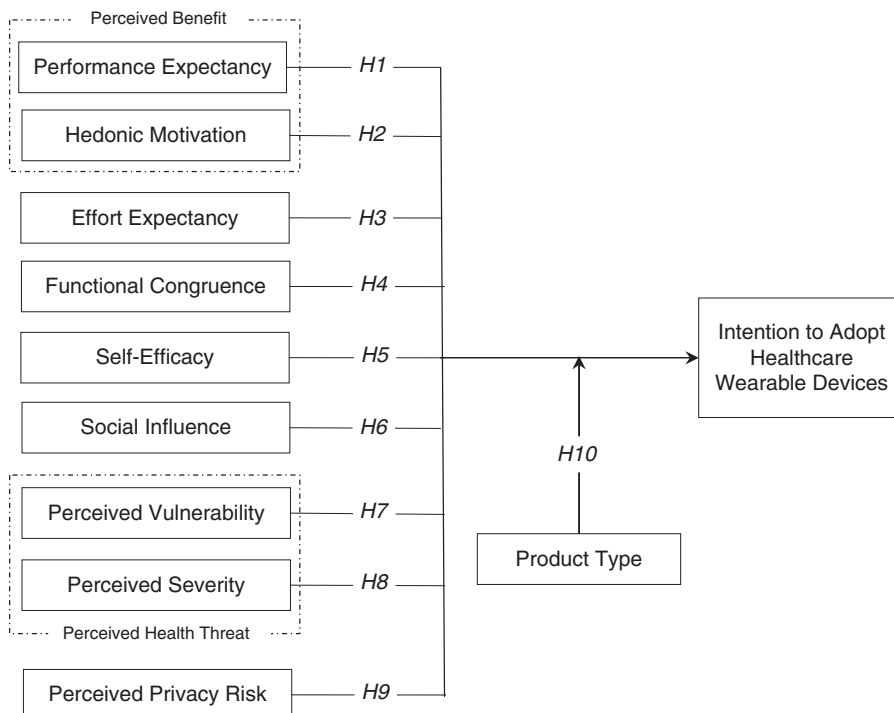 Perceived Benefit
Performance Expectancy
H1
Hedonic Motivation
H2
Effort Expectancy
H3
Functional Congruence
H4
Self-Efficacy
H5
Intention to Adopt
Healthcare
Wearable Devices
Social Influence
H6
H10
Perceived Vulnerability
H7
Product Type
Perceived Severity
H8
Perceived Health Threat
Perceived Privacy Risk
H9